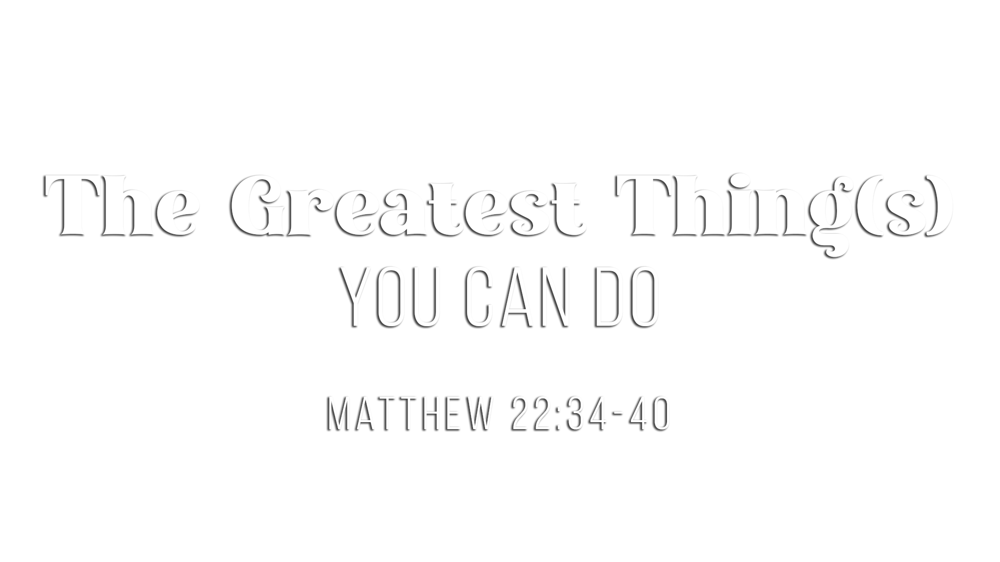 The Greatest Thing(s)
YOU CAN DO
MATTHEW 22:34-40